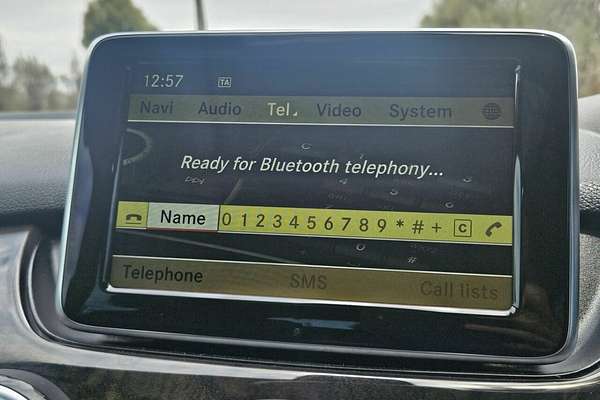 12:57 TA
Navi Audio Tel Video System
Ready for Bluetooth telephony...
Name 0 1 2 3 4 5 6 7 8 9 * # + C
Telephone SMS Call lists